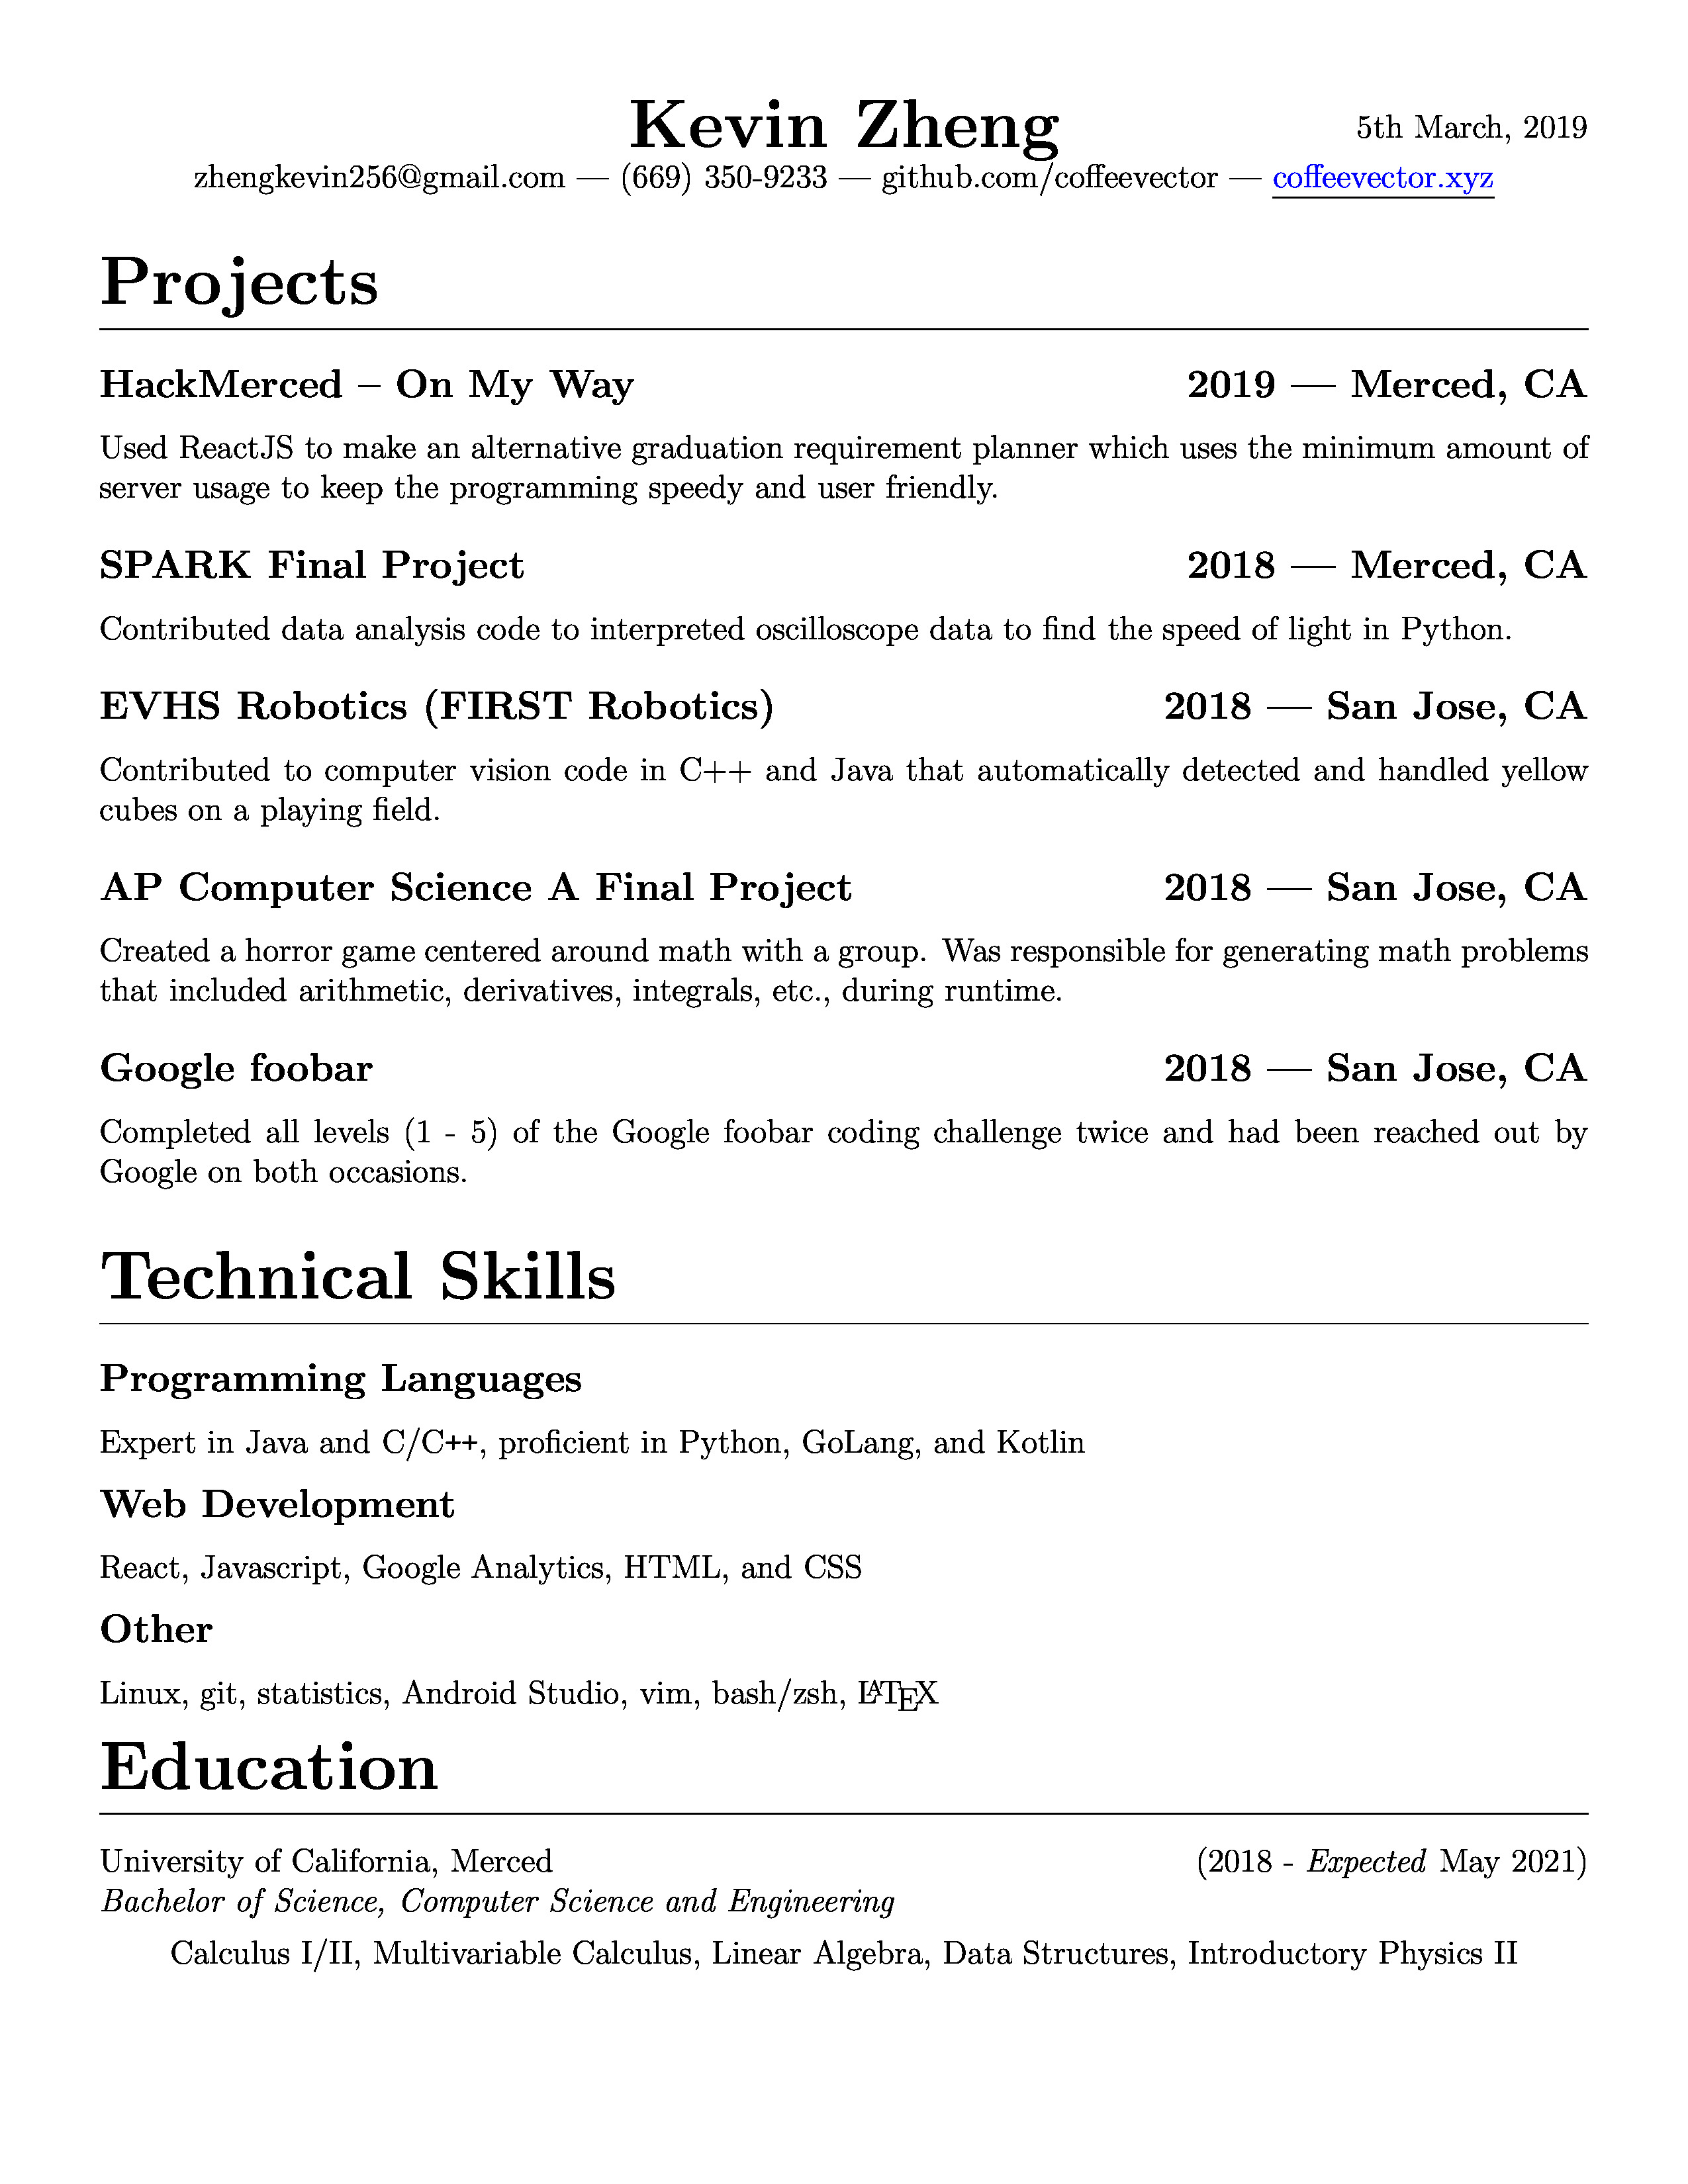 Kevin Zheng
5th March, 2019
zhengkevin256@gmail.com — (669) 350-9233 — github.com/coffeevector — coffeevector.xyz
Projects
HackMerced – On My Way 2019 — Merced, CA
Used ReactJS to make an alternative graduation requirement planner which uses the minimum amount of
server usage to keep the programming speedy and user friendly.
SPARK Final Project 2018 — Merced, CA
Contributed data analysis code to interpreted oscilloscope data to find the speed of light in Python.
EVHS Robotics (FIRST Robotics) 2018 — San Jose, CA
Contributed to computer vision code in C++ and Java that automatically detected and handled yellow
cubes on a playing field.
AP Computer Science A Final Project 2018 — San Jose, CA
Created a horror game centered around math with a group. Was responsible for generating math problems
that included arithmetic, derivatives, integrals, etc., during runtime.
Google foobar 2018 — San Jose, CA
Completed all levels (1 - 5) of the Google foobar coding challenge twice and had been reached out by
Google on both occasions.
Technical Skills
Programming Languages
Expert in Java and C/C++, proficient in Python, GoLang, and Kotlin
Web Development
React, Javascript, Google Analytics, HTML, and CSS
Other
Linux, git, statistics, Android Studio, vim, bash/zsh, LATEX
Education
University of California, Merced (2018 - Expected May 2021)
Bachelor of Science, Computer Science and Engineering
Calculus I/II, Multivariable Calculus, Linear Algebra, Data Structures, Introductory Physics II